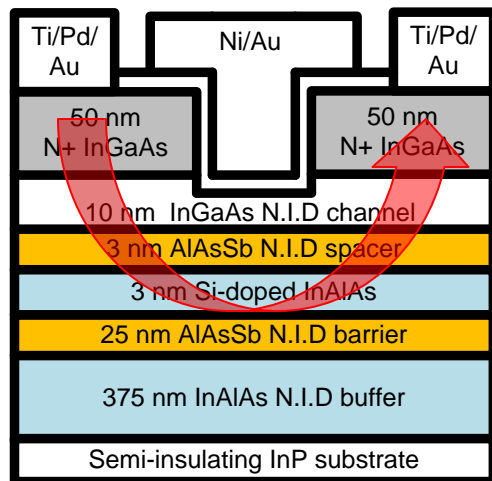 Ti/Pd/
Au
Ni/Au
Ti/Pd/
Au
50 nm
N+ InGaAs
50 nm
N+ InGaAs
10 nm InGaAs N.I.D channel
3 nm AlAsSb N.I.D spacer
3 nm Si-doped InAlAs
25 nm AlAsSb N.I.D barrier
375 nm InAlAs N.I.D buffer
Semi-insulating InP substrate